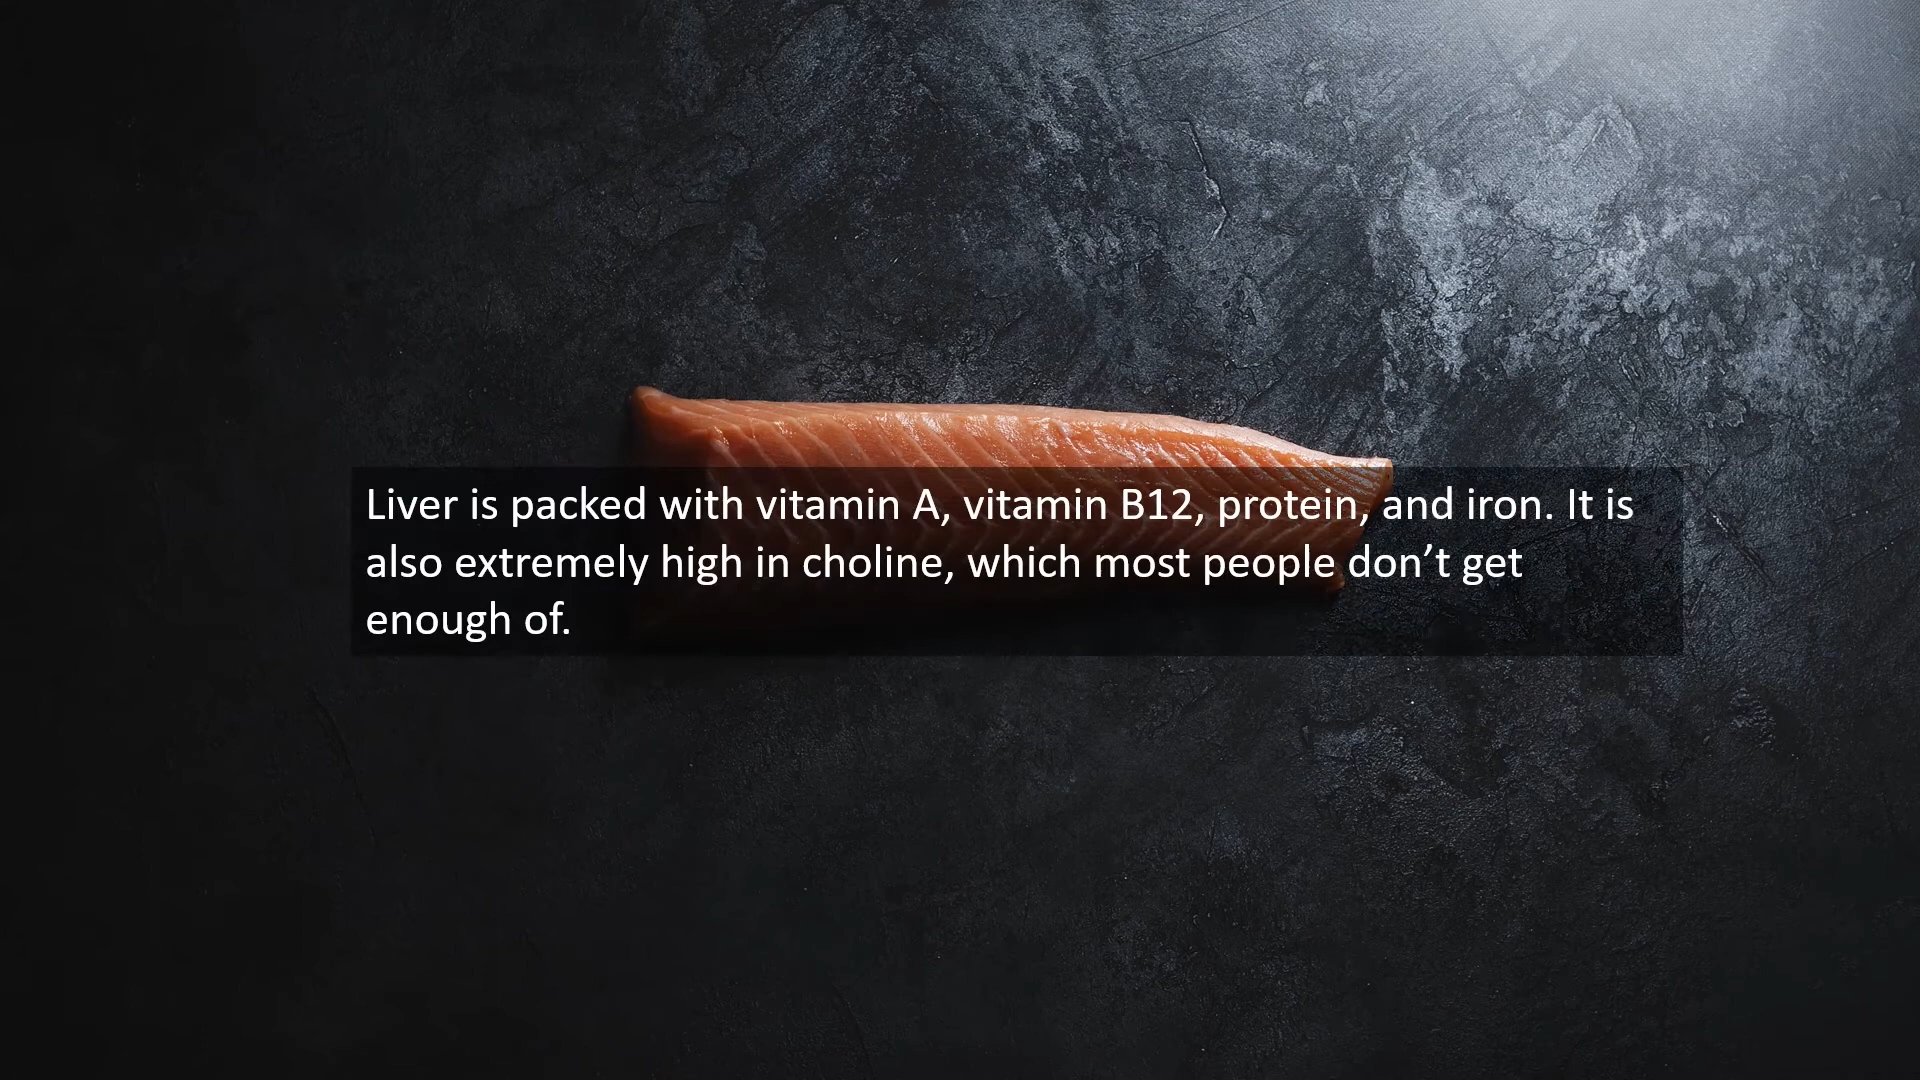 Liver is packed with vitamin A, vitamin B12, protein, and iron. It is
also extremely high in choline, which most people don’t get
enough of.